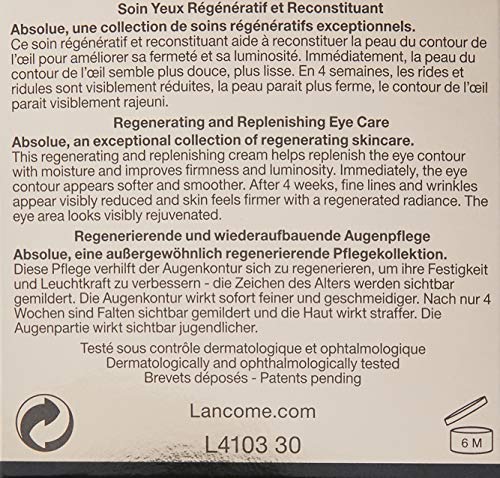 Soin Yeux Régénératif et Reconstituant
Absolue, une collection de soins régénératifs exceptionnels.
Ce soin régénératif et reconstituant aide à reconstituer la peau du contour de
l'œil pour améliorer sa fermeté et sa luminosité. Immédiatement, la peau du
contour de l'œil semble plus douce, plus lisse. En 4 semaines, les rides et
ridules sont visiblement réduites, la peau parait plus ferme, le contour de l'œil
parait visiblement rajeuni.
Regenerating and Replenishing Eye Care
Absolue, an exceptional collection of regenerating skincare.
This regenerating and replenishing cream helps replenish the eye contour
with moisture and improves firmness and luminosity. Immediately, the eye
contour appears softer and smoother. After 4 weeks, fine lines and wrinkles
appear visibly reduced and skin feels firmer with a regenerated radiance. The
eye area looks visibly rejuvenated.
Regenerierende und wiederaufbauende Augenpflege
Absolue, eine außergewöhnlich regenerierende Pflegekollektion.
Diese Pflege verhilft der Augenkontur sich zu regenerieren, um ihre Festigkeit
und Leuchtkraft zu verbessern - die Zeichen des Alters werden sichtbar
gemildert. Die Augenkontur wirkt sofort feiner und geschmeidiger. Nach nur 4
Wochen sind Falten sichtbar gemildert und die Haut wirkt straffer. Die
Augenpartie wirkt sichtbar jugendlicher.
Testé sous contrôle dermatologique et ophtalmologique
Dermatologically and ophthalmologically tested
Brevets déposés - Patents pending
Lancome.com
L4103 30
6 M